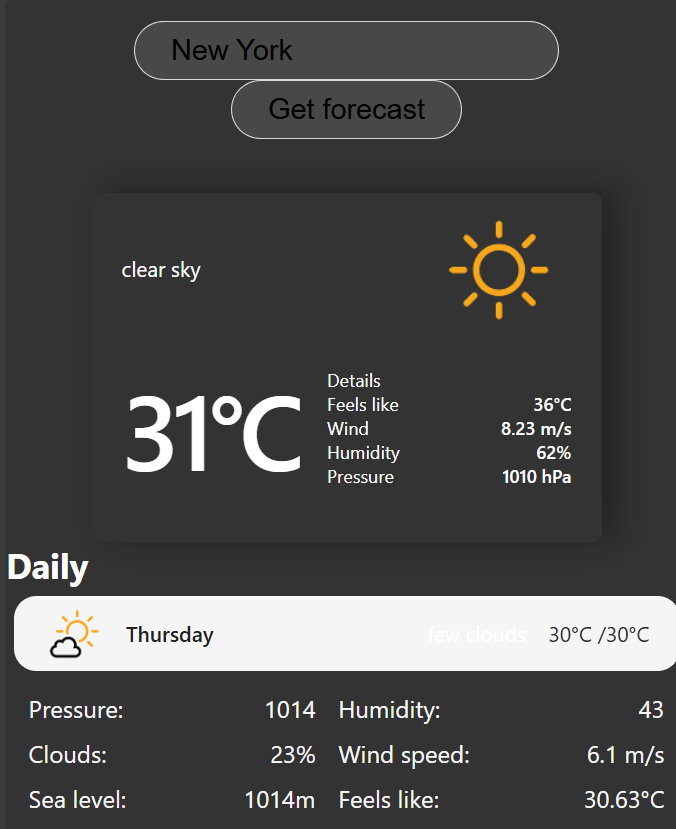 New York
Get forecast
clear sky
31°C
Details
Feels like 36°C
Wind 8.23 m/s
Humidity 62%
Pressure 1010 hPa
Daily
Thursday few clouds 30°C /30°C
Pressure: 1014 Humidity: 43
Clouds: 23% Wind speed: 6.1 m/s
Sea level: 1014m Feels like: 30.63°C